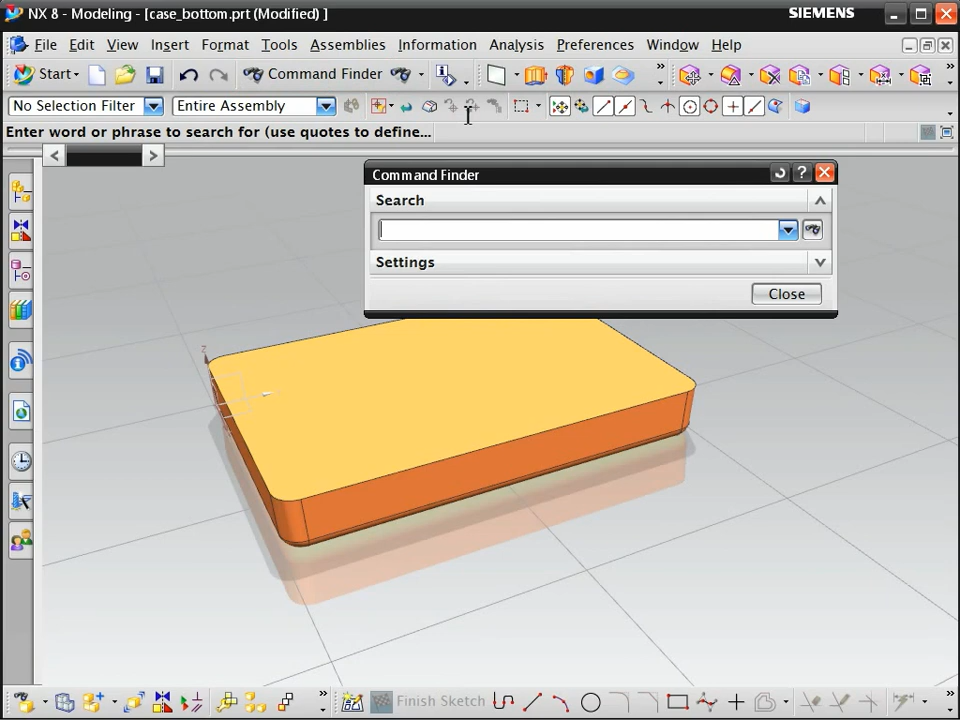 NX 8 - Modeling - [case_bottom.prt (Modified) ]
SIEMENS
File Edit View Insert Format Tools Assemblies Information Analysis Preferences Window Help
Start Command Finder
No Selection Filter Entire Assembly
Enter word or phrase to search for (use quotes to define...
Command Finder
Search
Settings
Close
Z
Finish Sketch